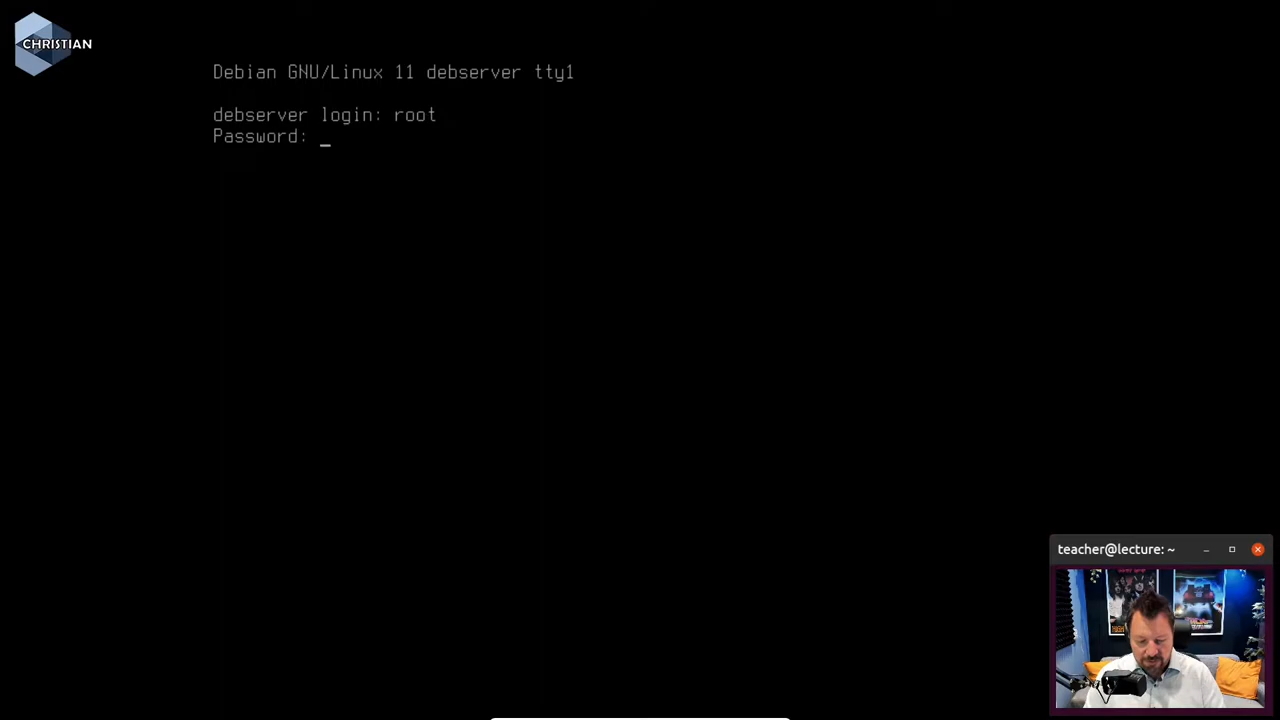 CHRISTIAN
Debian GNU/Linux 11 debserver tty1
debserver login: root
Password: _
teacher@lecture: ~